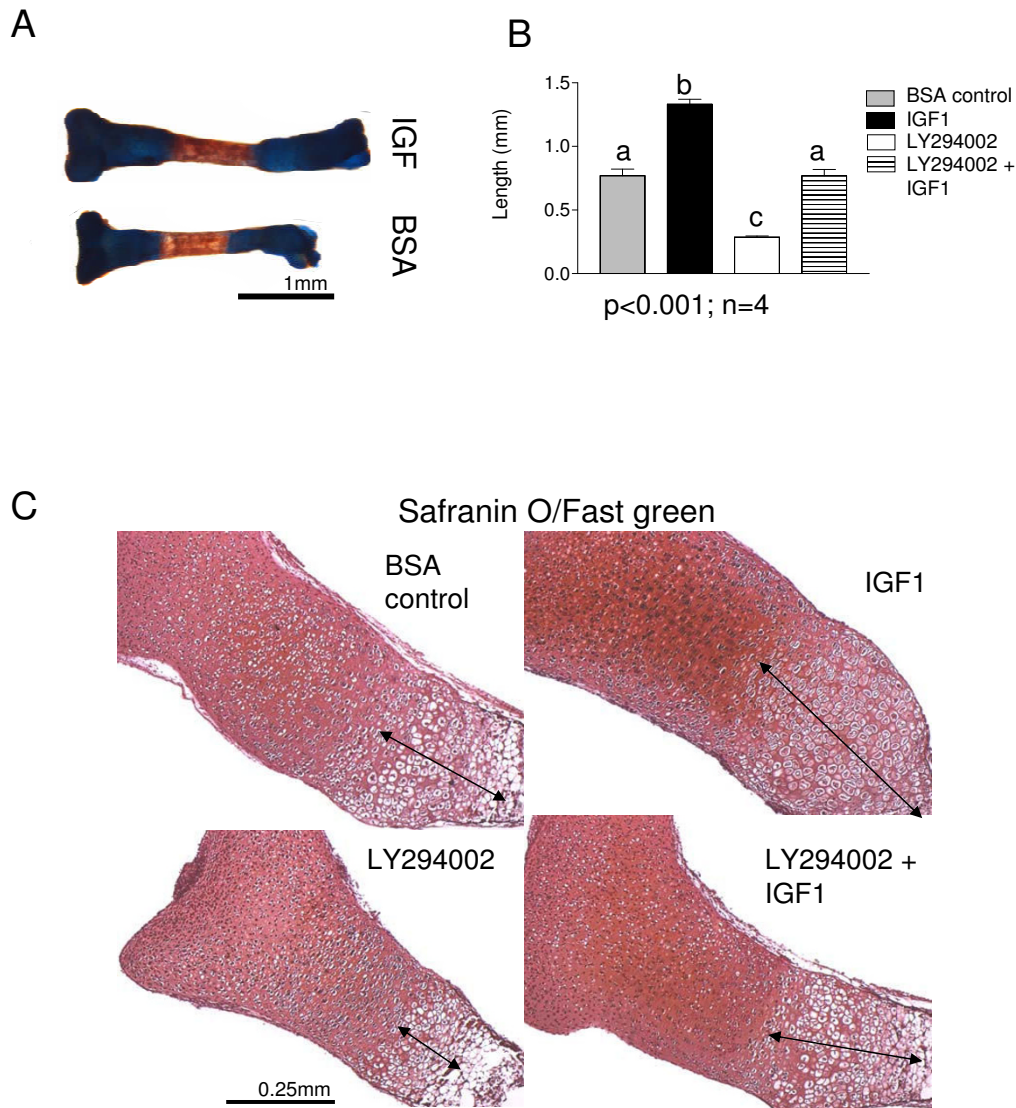 A
IGF
BSA
1mm
B
Length (mm)
1.5
1.0
0.5
0.0
a
b
c
a
BSA control
IGF1
LY294002
LY294002 +
IGF1
p<0.001; n=4
C
Safranin O/Fast green
BSA
control
IGF1
LY294002
LY294002 +
IGF1
0.25mm